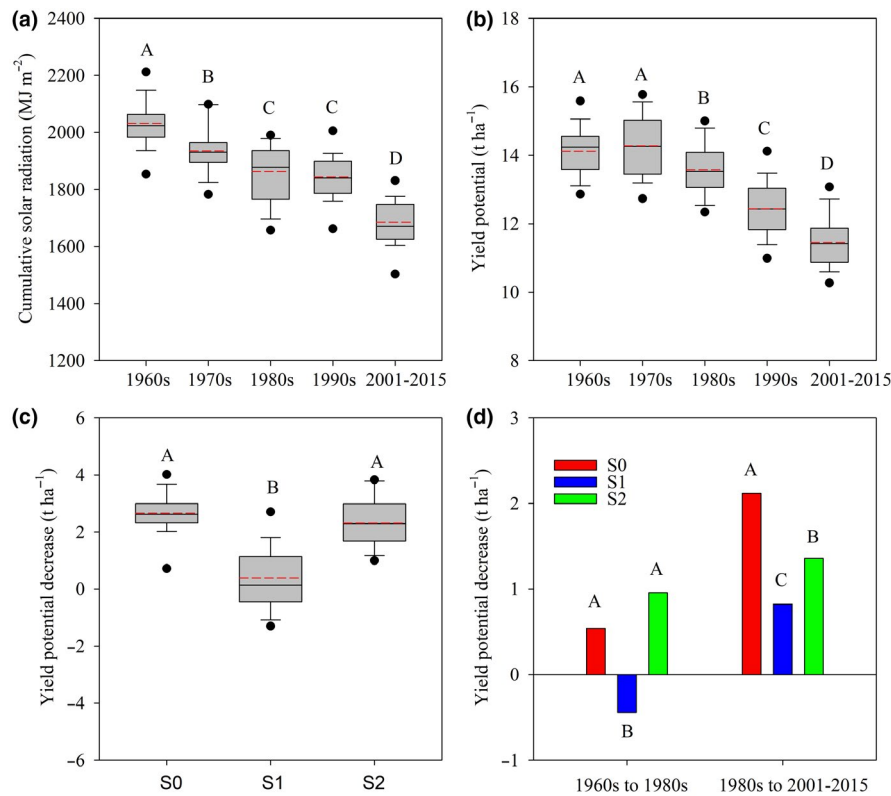 (a)
2400
2200
2000
1800
1600
1400
1200
Cumulative solar radiation (MJ m⁻²)
A
B
C
C
D
1960s 1970s 1980s 1990s 2001-2015
(b)
18
16
14
12
10
8
Yield potential (t ha⁻¹)
A
A
B
C
D
1960s 1970s 1980s 1990s 2001-2015
(c)
6
4
2
0
−2
−4
−6
Yield potential decrease (t ha⁻¹)
A
B
A
S0 S1 S2
(d)
3
2
1
0
−1
Yield potential decrease (t ha⁻¹)
S0
S1
S2
A
B
A
A
C
B
1960s to 1980s 1980s to 2001-2015